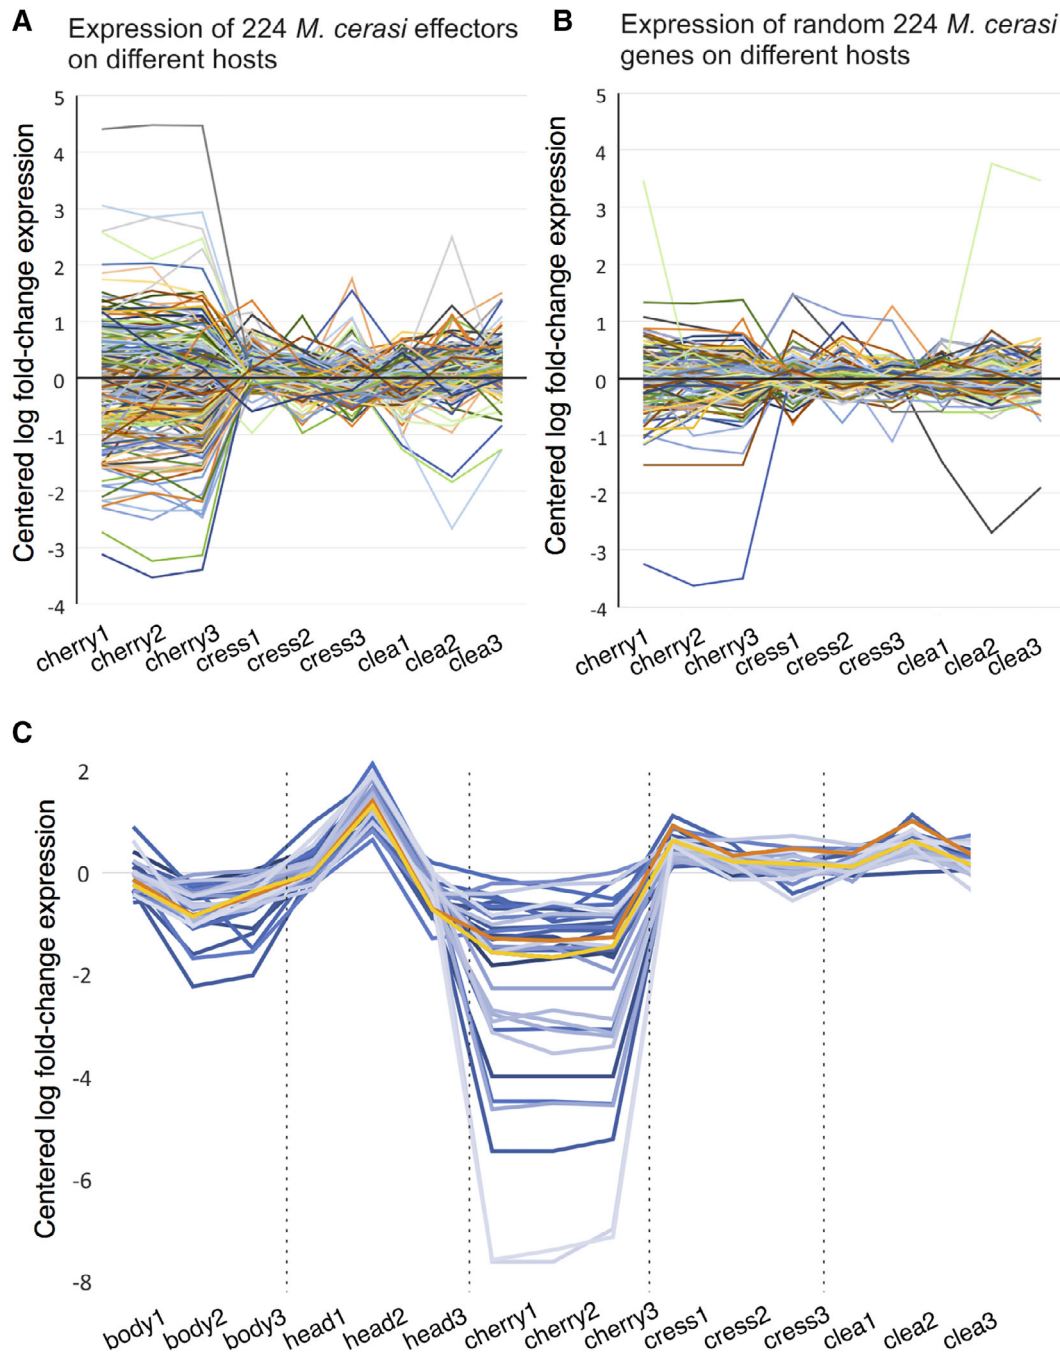 A
Expression of 224 M. cerasi effectors
on different hosts
Centered log fold-change expression
5
4
3
2
1
0
-1
-2
-3
-4
cherry1
cherry2
cherry3
cress1
cress2
cress3
clea1
clea2
clea3
B
Expression of random 224 M. cerasi
genes on different hosts
Centered log fold-change expression
5
4
3
2
1
0
-1
-2
-3
-4
cherry1
cherry2
cherry3
cress1
cress2
cress3
clea1
clea2
clea3
C
Centered log fold-change expression
2
0
-2
-4
-6
-8
body1
body2
body3
head1
head2
head3
cherry1
cherry2
cherry3
cress1
cress2
cress3
clea1
clea2
clea3